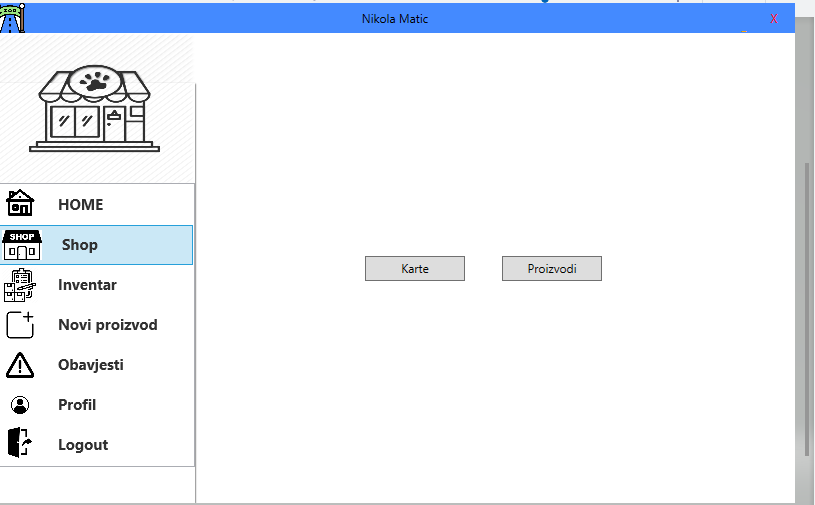 ZOO
Nikola Matic
_ X
HOME
SHOP
Shop
Inventar
Novi proizvod
Obavjesti
Profil
Logout
Karte
Proizvodi